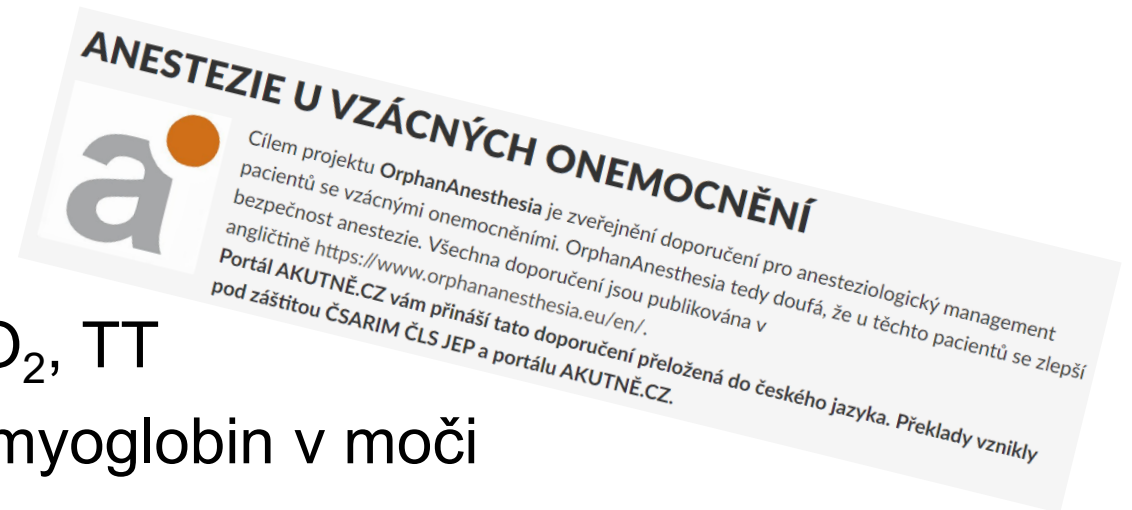 ANESTEZIE U VZÁCNÝCH ONEMOCNĚNÍ
a
Cílem projektu OrphanAnesthesia je zveřejnění doporučení pro anesteziologický management
pacientů se vzácnými onemocněními. OrphanAnesthesia tedy doufá, že u těchto pacientů se zlepší
bezpečnost anestezie. Všechna doporučení jsou publikována v
angličtině https://www.orphananesthesia.eu/en/.
Portál AKUTNĚ.CZ vám přináší tato doporučení přeložená do českého jazyka. Překlady vznikly
pod záštitou ČSARIM ČLS JEP a portálu AKUTNĚ.CZ.
₂, TT
myoglobin v moči